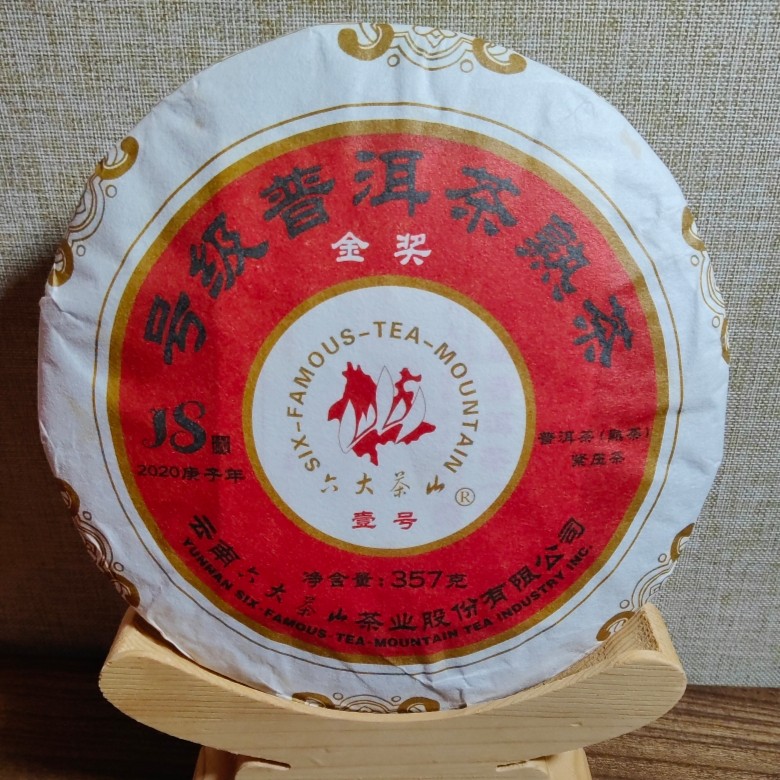 号级普洱茶熟茶
金奖
SIX-FAMOUS-TEA-MOUNTAIN
六大茶山®
壹号
JS
2020庚子年
普洱茶(熟茶)
紧压茶
净含量:357克
云南六大茶山茶业股份有限公司
YUNNAN SIX FAMOUS TEA-MOUNTAIN TEA INDUSTRY INC.